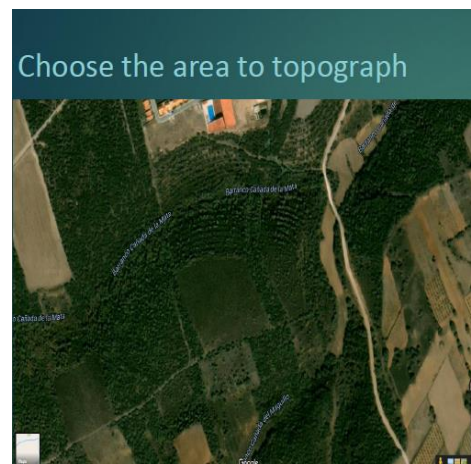 Choose the area to topograph
Barranco Cañada de la Mata
Barranco Cañada de la Mata
Cañada de la Mata
Google